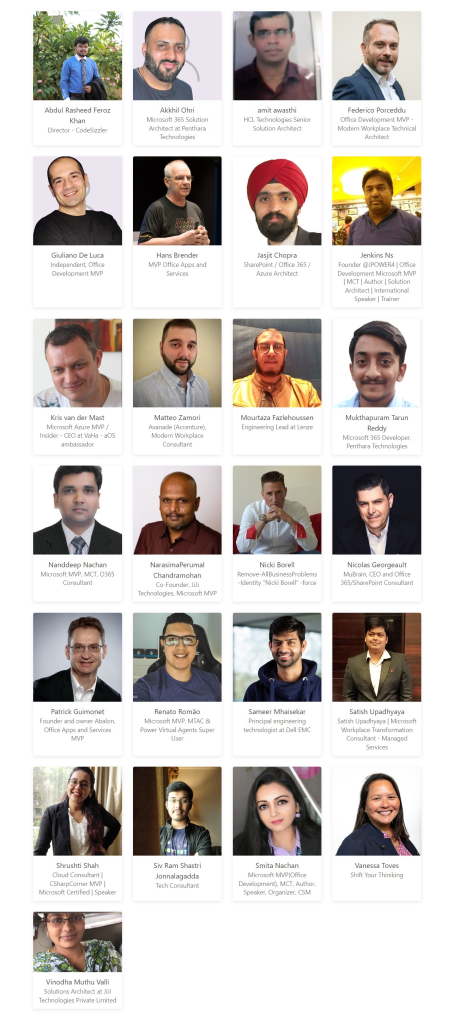 Abdul Rasheed Feroz
Khan
Director - CodeSizzler
Akkhil Ohri
Microsoft 365 Solution
Architect at Penthara
Technologies
amit awasthi
HCL Technologies Senior
Solution Architect
Federico Porceddu
Office Development MVP -
Modern Workplace Technical
Architect
Giuliano De Luca
Independent, Office
Development MVP
Hans Brender
MVP Office Apps and
Services
Jasjit Chopra
SharePoint / Office 365 /
Azure Architect
Jenkins Ns
Founder @JPOWER4 | Office
Development Microsoft MVP
| MCT | Author | Solution
Architect | International
Speaker | Trainer
Kris van der Mast
Microsoft Azure MVP /
Insider - CEO at VaHa - aOS
ambassador
Matteo Zamori
Avanade (Accenture),
Modern Workplace
Consultant
Mourtaza Fazlehoussen
Engineering Lead at Lenze
Mukthapuram Tarun
Reddy
Microsoft 365 Developer,
Penthara Technologies
Nanddeep Nachan
Microsoft MVP, MCT, O365
Consultant
NarasimaPerumal
Chandramohan
Co-Founder, JiJi
Technologies, Microsoft MVP
Nicki Borell
Remove-AllBusinessProblems
-Identity "Nicki Borell" -force
Nicolas Georgeault
MuBrain, CEO and Office
365/SharePoint Consultant
Patrick Guimonet
Founder and owner Abalon,
Office Apps and Services
MVP
Renato Romão
Microsoft MVP, MTAC &
Power Virtual Agents Super
User
Sameer Mhaisekar
Principal engineering
technologist at Dell EMC
Satish Upadhyaya
Satish Upadhyaya | Microsoft
Workplace Transformation
Consultant - Managed
Services
Shrushti Shah
Cloud Consultant |
CSharpCorner MVP |
Microsoft Certified | Speaker
Siv Ram Shastri
Jonnalagadda
Tech Consultant
Smita Nachan
Microsoft MVP(Office
Development), MCT, Author,
Speaker, Organizer, CSM
Vanessa Toves
Shift Your Thiniking
Vinodha Muthu Valli
Solutions Architect at JiJi
Technologies Private Limited